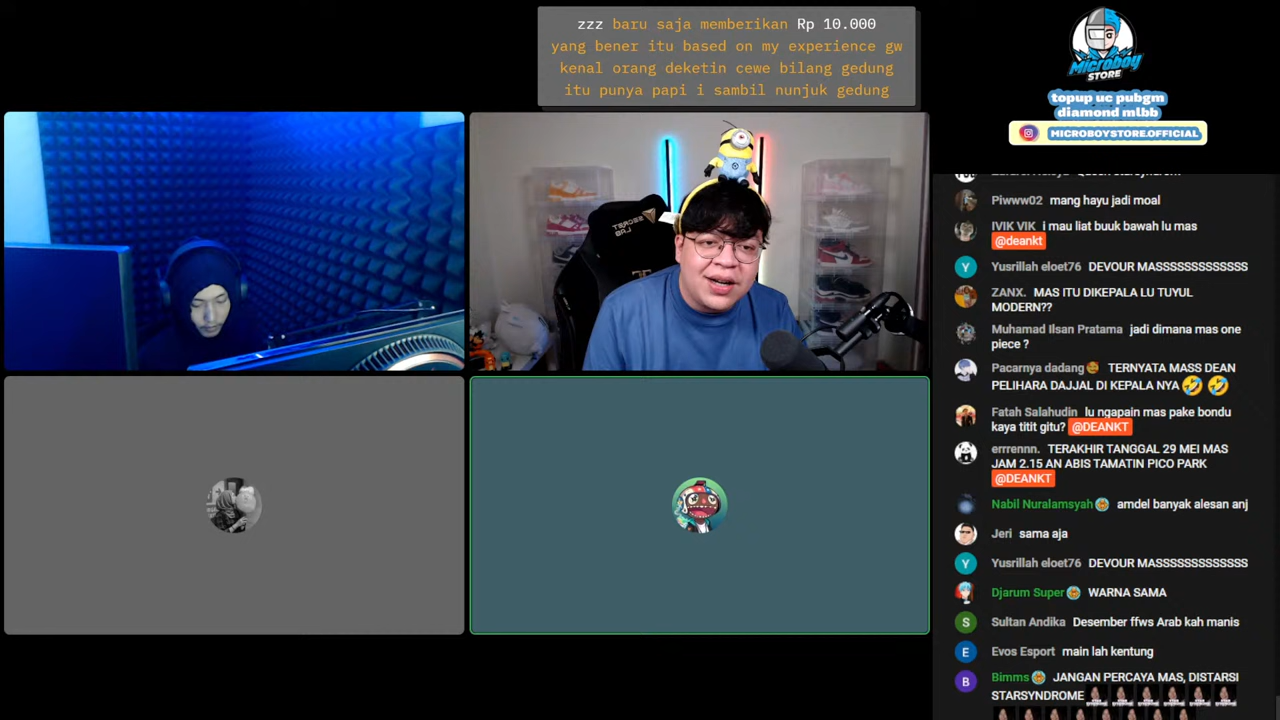 zzz baru saja memberikan Rp 10.000
yang bener itu based on my experience gw
kenal orang deketin cewe bilang gedung
itu punya papi i sambil nunjuk gedung
MICROBOY
STORE
topup uc pubgm
diamond mlbb
MICROBOYSTORE.OFFICIAL
Piwww02 mang hayu jadi moal
IVIK VIK i mau liat buuk bawah lu mas
@deankt
Yusrillah eloet76 DEVOUR MASSSSSSSSSSSS
ZANX. MAS ITU DIKEPALA LU TUYUL
MODERN??
Muhamad Ilsan Pratama jadi dimana mas one
piece ?
Pacarnya dadang TERNYATA MASS DEAN
PELIHARA DAJJAL DI KEPALA NYA 🤣 🤣
Fatah Salahudin lu ngapain mas pake bondu
kaya titit gitu? @DEANKT
errrennn. TERAKHIR TANGGAL 29 MEI MAS
JAM 2.15 AN ABIS TAMATIN PICO PARK
@DEANKT
Nabil Nuralamsyah amdel banyak alesan anj
Jeri sama aja
Y Yusrillah eloet76 DEVOUR MASSSSSSSSSSSS
Djarum Super WARNA SAMA
S Sultan Andika Desember ffws Arab kah manis
E Evos Esport main lah kentung
B Bimms JANGAN PERCAYA MAS, DISTARSI
STARSYNDROME